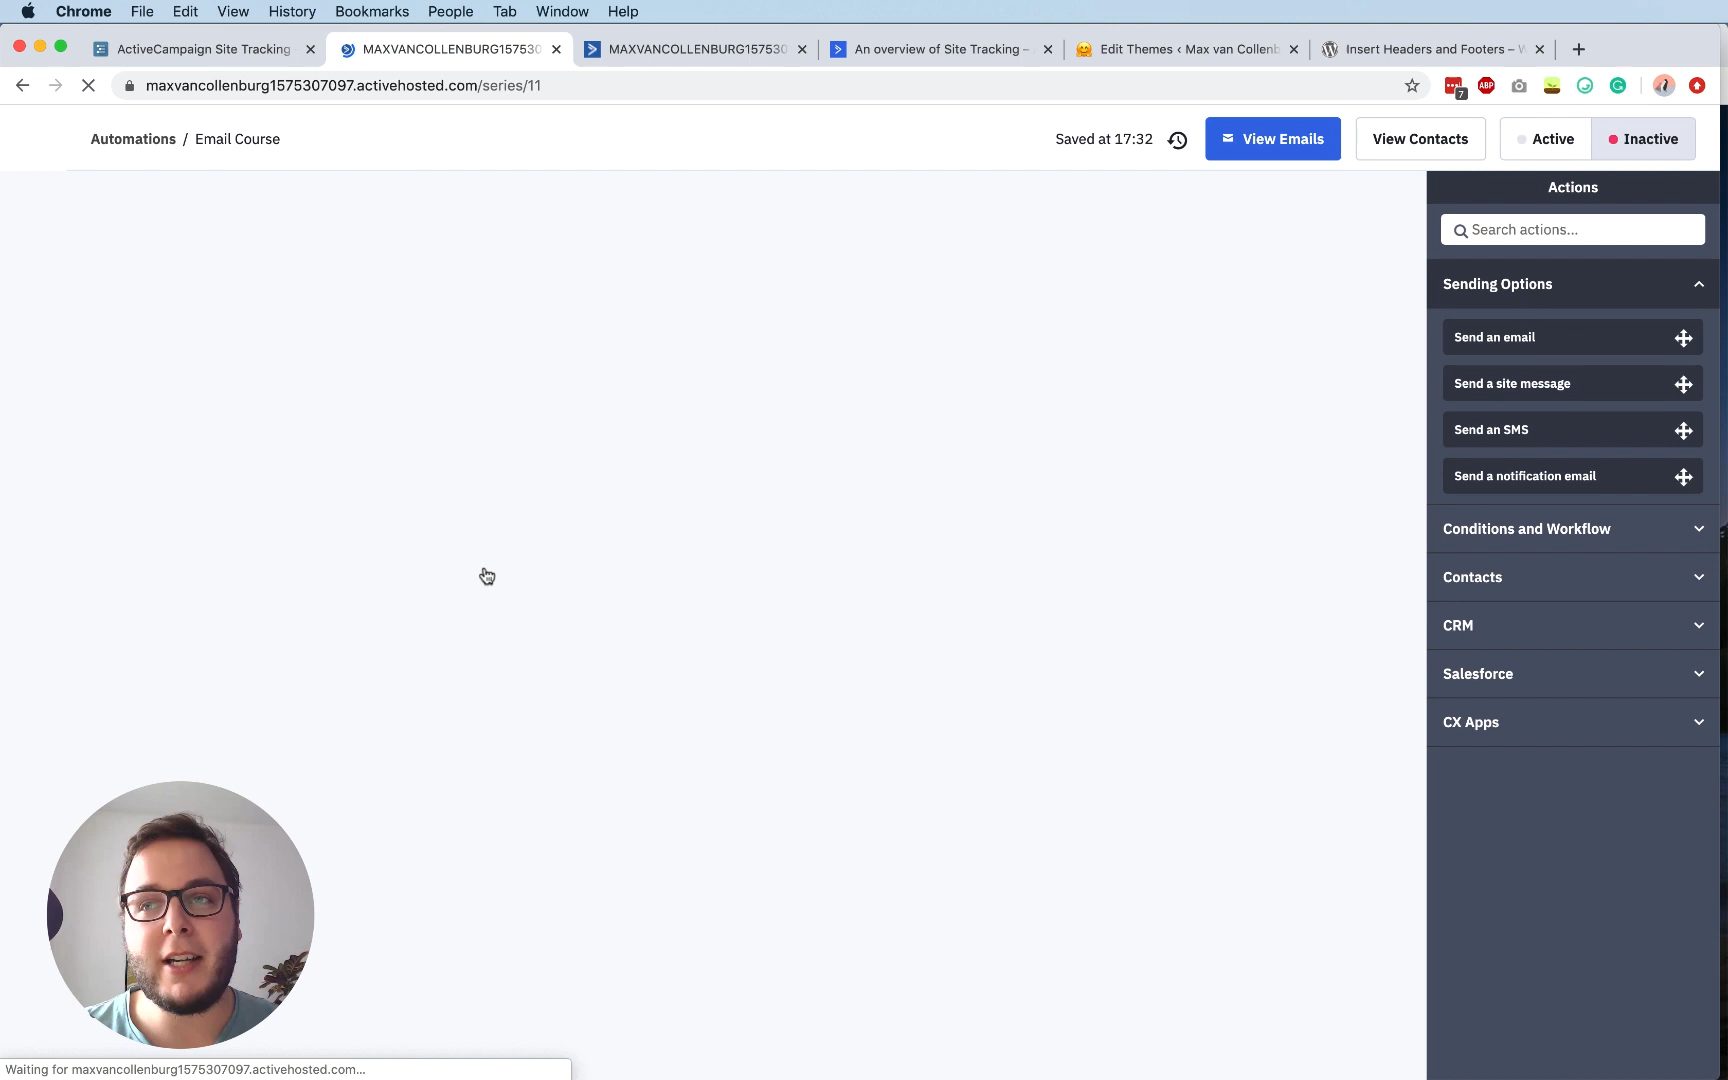 Chrome File Edit View History Bookmarks People Tab Window Help
ActiveCampaign Site Tracking MAXVANCOLLENBURG157530 MAXVANCOLLENBURG157530 An overview of Site Tracking – Edit Themes ‹ Max van Collenb Insert Headers and Footers – W
maxvancollenburg1575307097.activehosted.com/series/11
7 ABP
Automations / Email Course Saved at 17:32 View Emails View Contacts Active Inactive
Actions
Search actions...
Sending Options
Send an email
Send a site message
Send an SMS
Send a notification email
Conditions and Workflow
Contacts
CRM
Salesforce
CX Apps
Waiting for maxvancollenburg1575307097.activehosted.com...